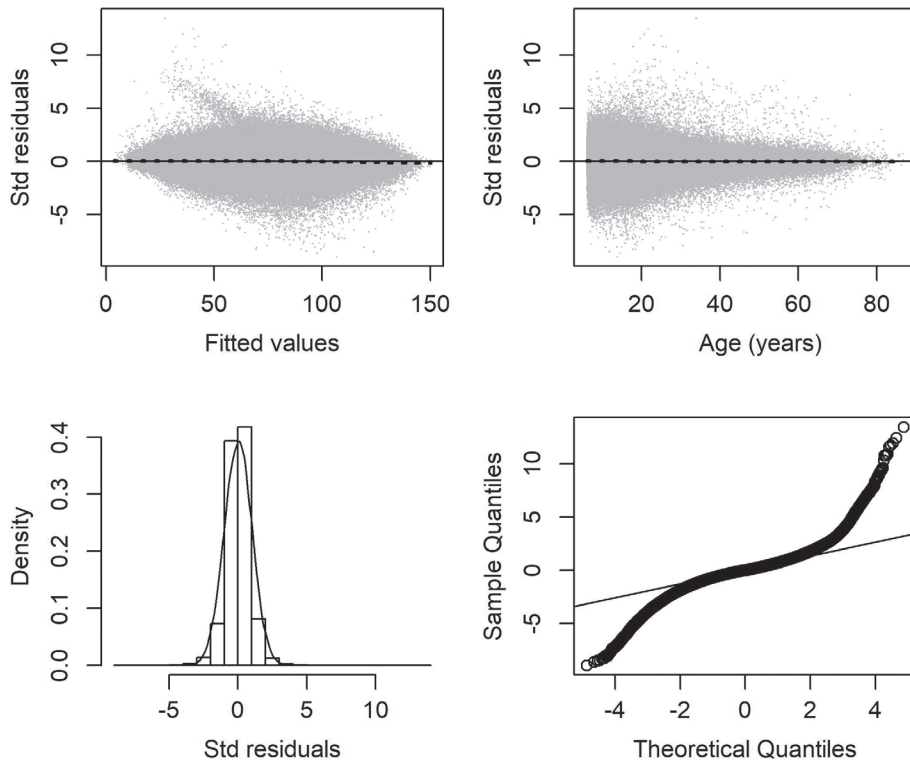 Std residuals
10
5
0
-5
0 50 100 150
Fitted values
Std residuals
10
5
0
-5
20 40 60 80
Age (years)
Density
0.4
0.3
0.2
0.1
0.0
-5 0 5 10
Std residuals
Sample Quantiles
10
5
0
-5
-4 -2 0 2 4
Theoretical Quantiles